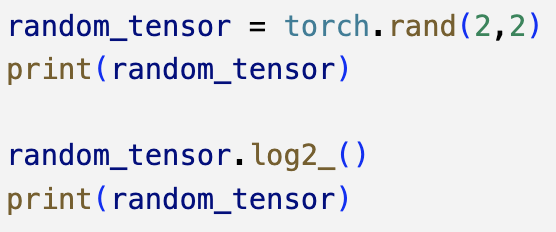 random_tensor = torch.rand(2,2)
print(random_tensor)
random_tensor.log2_()
print(random_tensor)